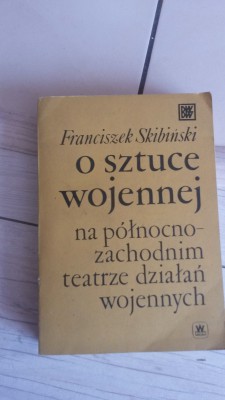 Franciszek Skibiński
o sztuce
wojennej
na północno-
zachodnim
teatrze działań
wojennych